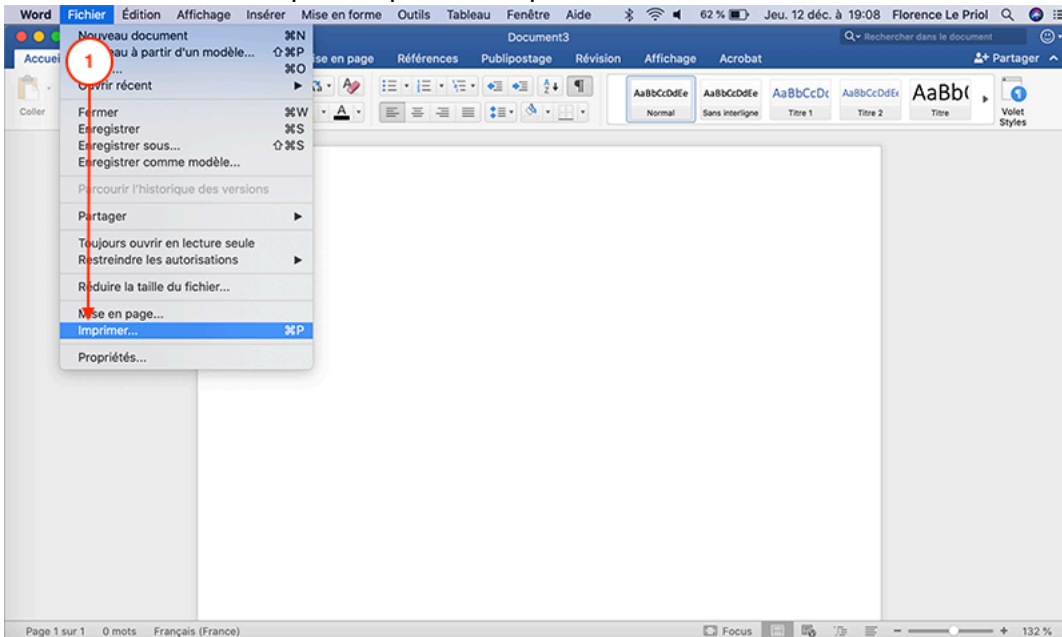 Word Fichier Édition Affichage Insérer Mise en forme Outils Tableau Fenêtre Aide 62 % Jeu. 12 déc. à 19:08 Florence Le Priol
Document3 Rechercher dans le document
Accuei se en page Références Publipostage Révision Affichage Acrobat Partager
1
Nouveau document ⌘N
eau à partir d'un modèle... ⇧⌘P
... ⌘O
Ouvrir récent
Fermer ⌘W
Enregistrer ⌘S
Enregistrer sous... ⇧⌘S
Enregistrer comme modèle...
Parcourir l'historique des versions
Partager
Toujours ouvrir en lecture seule
Restreindre les autorisations
Réduire la taille du fichier...
Mise en page...
Imprimer... ⌘P
Propriétés...
Coller
AaBbCcDdEe AaBbCcDdEe AaBbCcDc AaBbCcDdEe AaBb(
Normal Sans interligne Titre 1 Titre 2 Titre
Volet
Styles
Page 1 sur 1 0 mots Français (France) Focus 132 %